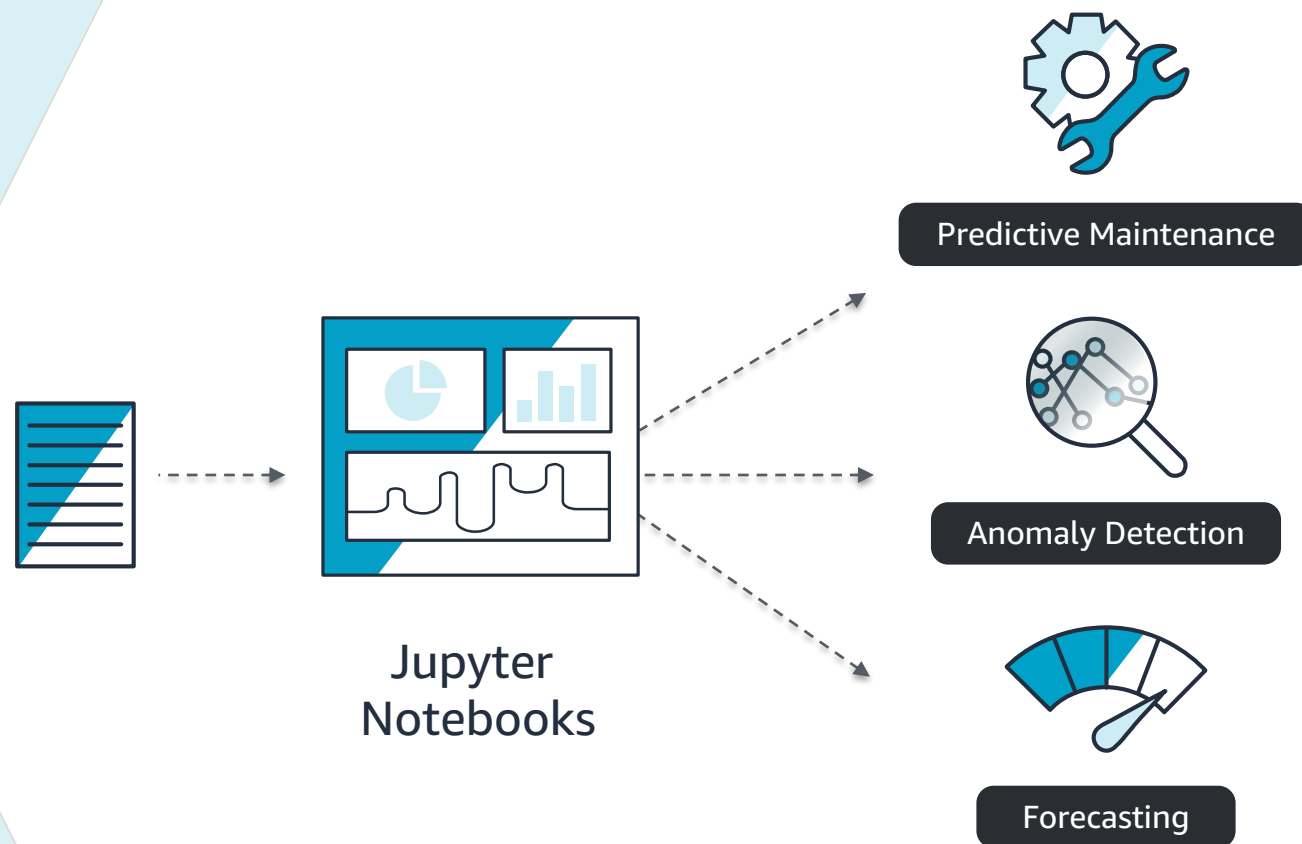 Predictive Maintenance
Anomaly Detection
Jupyter
Notebooks
Forecasting